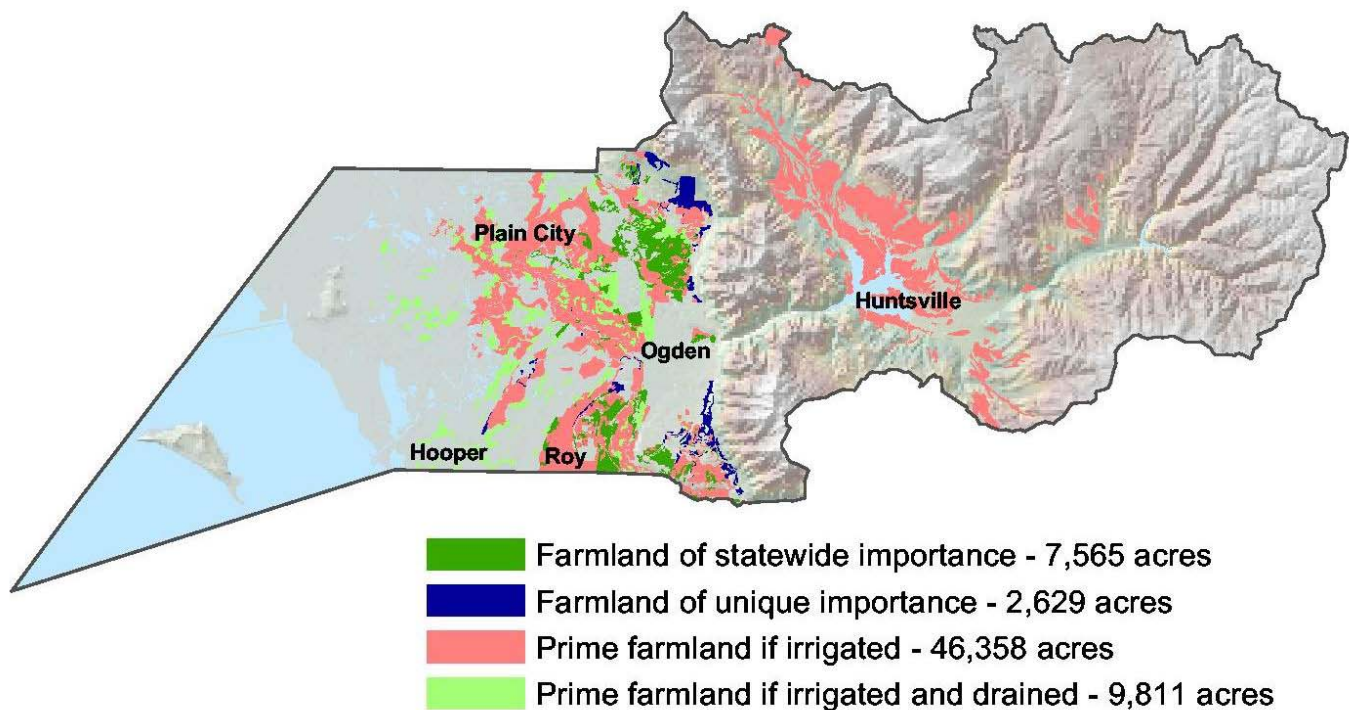 Plain City
Huntsville
Ogden
Hooper
Roy
Farmland of statewide importance - 7,565 acres
Farmland of unique importance - 2,629 acres
Prime farmland if irrigated - 46,358 acres
Prime farmland if irrigated and drained - 9,811 acres